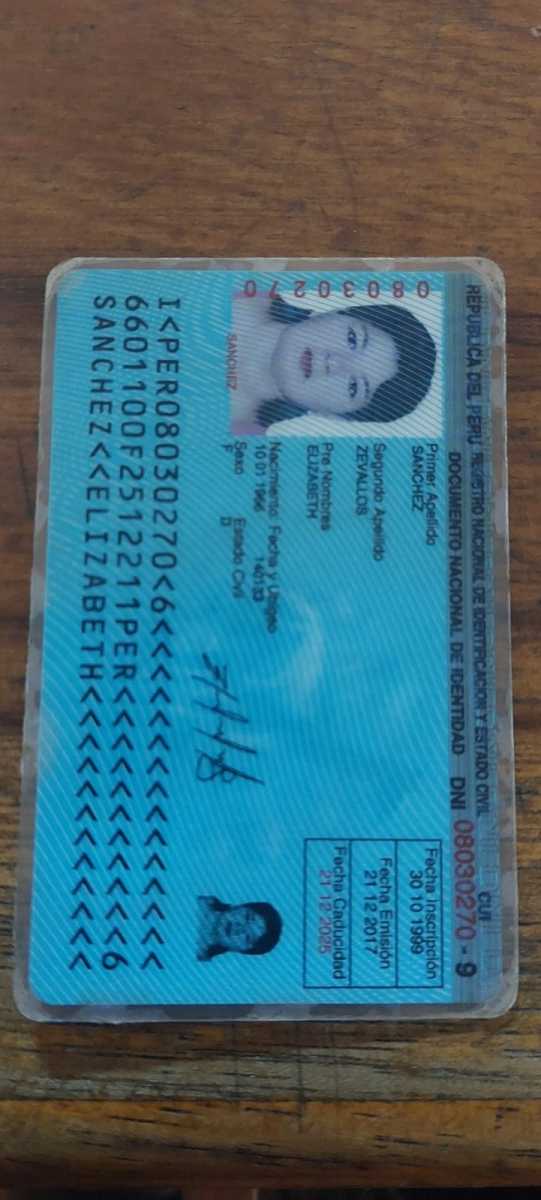 REPÚBLICA DEL PERÚ REGISTRO NACIONAL DE IDENTIFICACIÓN Y ESTADO CIVIL
DOCUMENTO NACIONAL DE IDENTIDAD DNI 08030270 - 9
CUI
08030270
SANCHEZ
Primer Apellido
SANCHEZ
Segundo Apellido
ZEVALLOS
Pre Nombres
ELIZABETH
Nacimiento: Fecha y Ubigeo
10 01 1966 140133
Sexo Estado Civil
F D
Fecha Inscripción
30 10 1999
Fecha Emisión
21 12 2017
Fecha Caducidad
21 12 2025
I<PER08030270<6<<<<<<<<<<<<<<<
6601100F2512211PER<<<<<<<<<<<6
SANCHEZ<<ELIZABETH<<<<<<<<<<<<